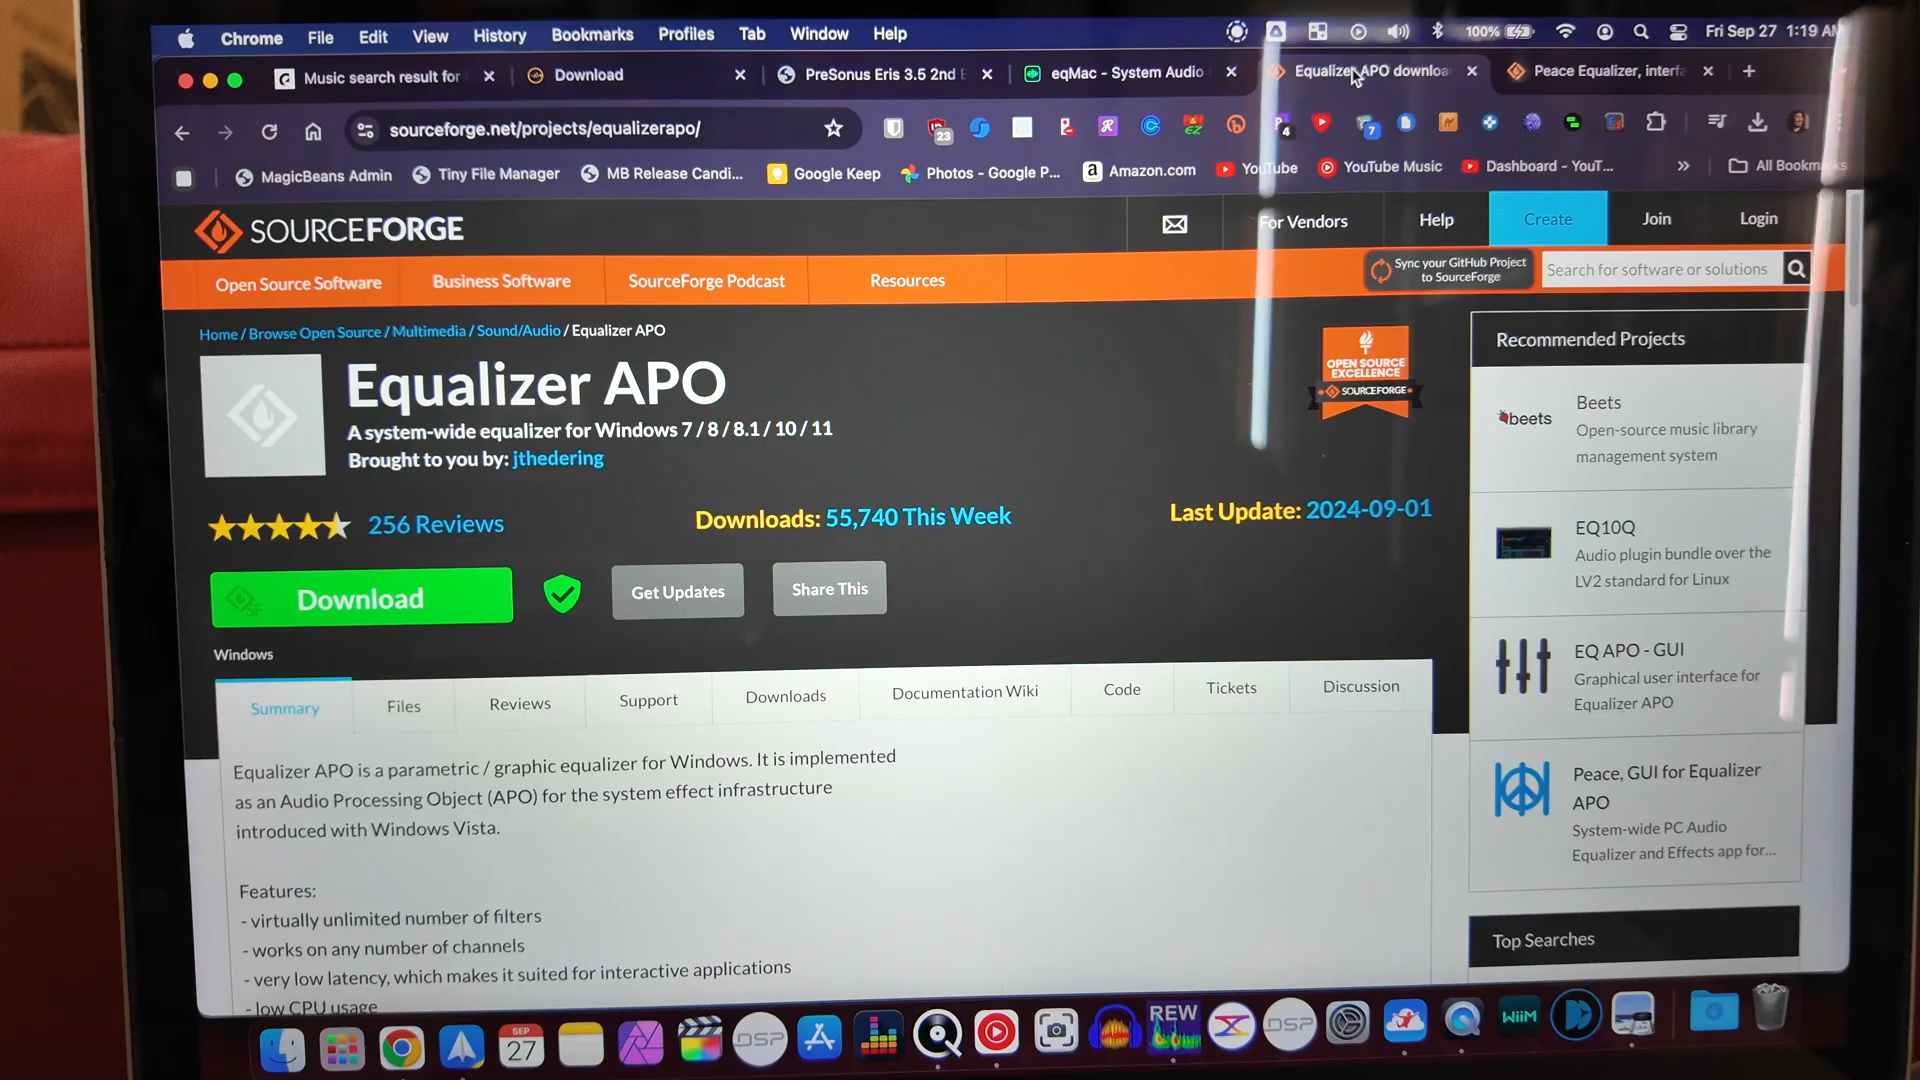 Chrome File Edit View History Bookmarks Profiles Tab Window Help 100% Fri Sep 27 1:19 AM
Music search result for Download PreSonus Eris 3.5 2nd E eqMac - System Audio Equalizer APO downloa Peace Equalizer, interfa
sourceforge.net/projects/equalizerapo/ 23 EZ 4 7
MagicBeans Admin Tiny File Manager MB Release Candi... Google Keep Photos - Google P... Amazon.com YouTube YouTube Music Dashboard - YouT... » All Bookmarks
SOURCEFORGE For Vendors Help Create Join Login
Open Source Software Business Software SourceForge Podcast Resources Sync your GitHub Project
to SourceForge Search for software or solutions
Home / Browse Open Source / Multimedia / Sound/Audio / Equalizer APO
Equalizer APO
A system-wide equalizer for Windows 7 / 8 / 8.1 / 10 / 11
Brought to you by: jthedering
OPEN SOURCE
EXCELLENCE
SOURCEFORGE
256 Reviews Downloads: 55,740 This Week Last Update: 2024-09-01
SF Download Get Updates Share This
Windows
Summary Files Reviews Support Downloads Documentation Wiki Code Tickets Discussion
Equalizer APO is a parametric / graphic equalizer for Windows. It is implemented
as an Audio Processing Object (APO) for the system effect infrastructure
introduced with Windows Vista.
Features:
- virtually unlimited number of filters
- works on any number of channels
- very low latency, which makes it suited for interactive applications
- low CPU usage
Recommended Projects
beets
Beets
Open-source music library
management system
EQ10Q
Audio plugin bundle over the
LV2 standard for Linux
EQ APO - GUI
Graphical user interface for
Equalizer APO
Peace, GUI for Equalizer
APO
System-wide PC Audio
Equalizer and Effects app for...
Top Searches
SEP
27 DSP REW DSP WiiM